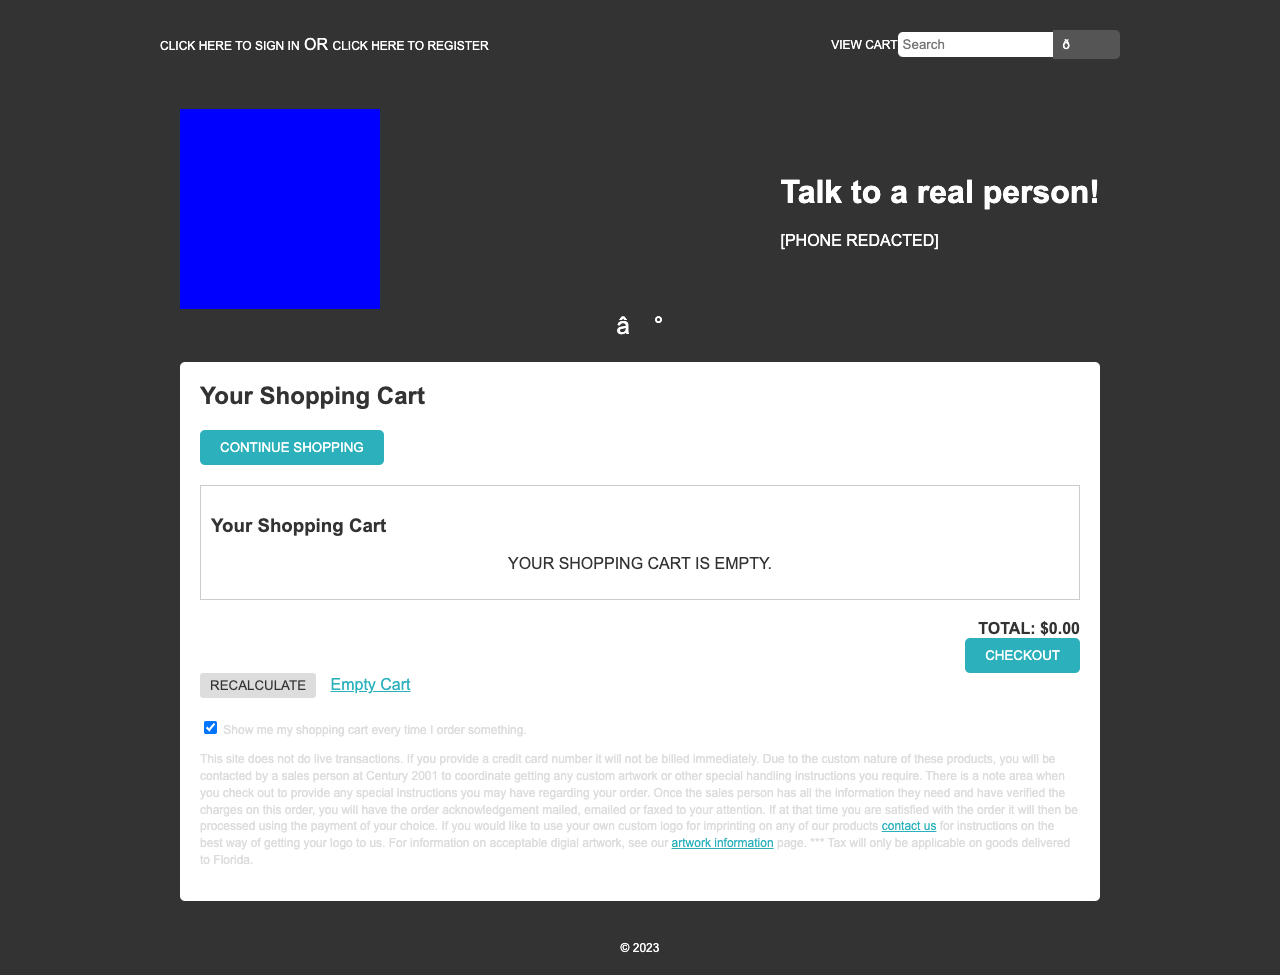 CLICK HERE TO SIGN IN OR CLICK HERE TO REGISTER
VIEW CART Search ð
Talk to a real person!
[PHONE REDACTED]
â °
Your Shopping Cart
CONTINUE SHOPPING
Your Shopping Cart
YOUR SHOPPING CART IS EMPTY.
TOTAL: $0.00
CHECKOUT
RECALCULATE Empty Cart
Show me my shopping cart every time I order something.
This site does not do live transactions. If you provide a credit card number it will not be billed immediately. Due to the custom nature of these products, you will be
contacted by a sales person at Century 2001 to coordinate getting any custom artwork or other special handling instructions you require. There is a note area when
you check out to provide any special instructions you may have regarding your order. Once the sales person has all the information they need and have verified the
charges on this order, you will have the order acknowledgement mailed, emailed or faxed to your attention. If at that time you are satisfied with the order it will then be
processed using the payment of your choice. If you would like to use your own custom logo for imprinting on any of our products contact us for instructions on the
best way of getting your logo to us. For information on acceptable digial artwork, see our artwork information page. *** Tax will only be applicable on goods delivered
to Florida.
© 2023